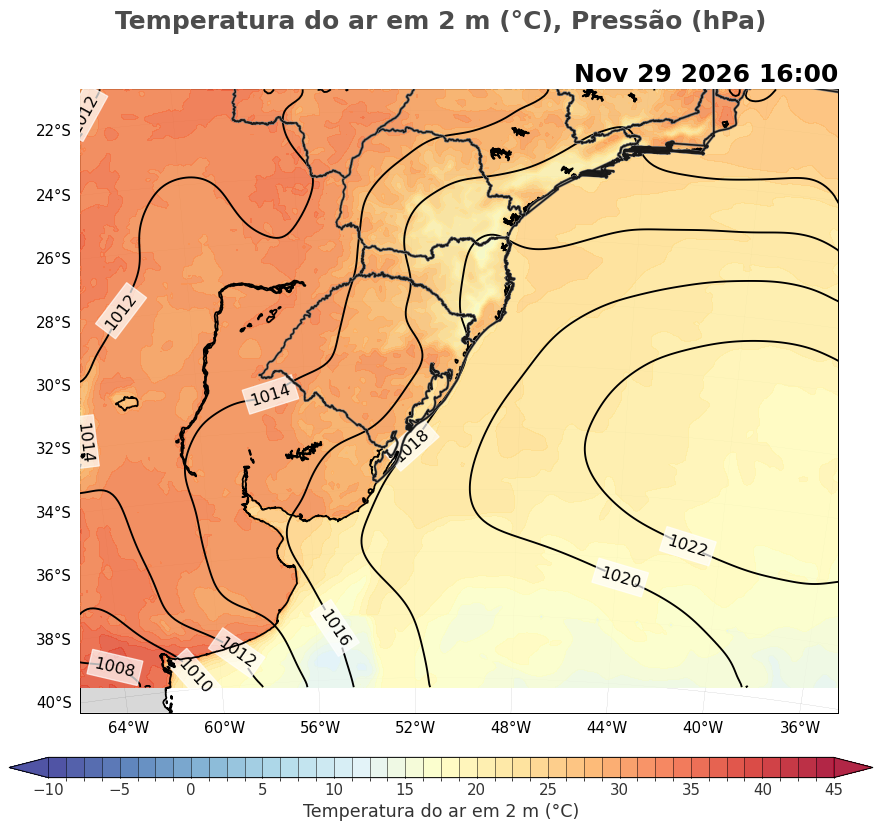 Temperatura do ar em 2 m (°C), Pressão (hPa)
Nov 29 2026 16:00
1012
22°S
24°S
26°S
28°S
30°S
32°S
34°S
36°S
38°S
40°S
1012
1014
1014
1018
1022
1020
1016
1012
1010
1008
64°W 60°W 56°W 52°W 48°W 44°W 40°W 36°W
−10 −5 0 5 10 15 20 25 30 35 40 45
Temperatura do ar em 2 m (°C)